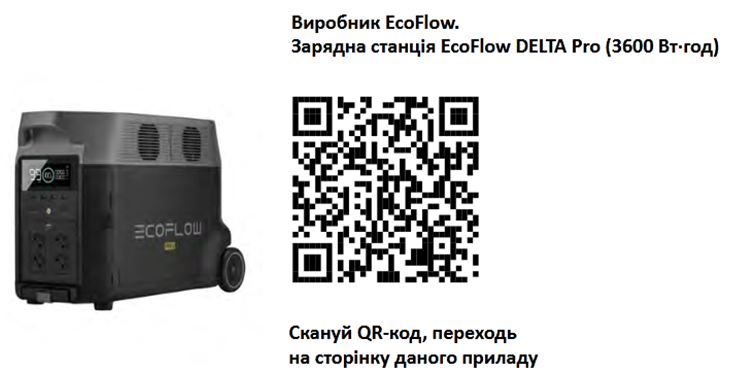 Виробник EcoFlow.
Зарядна станція EcoFlow DELTA Pro (3600 Вт·год)
99
ECOFLOW
Скануй QR-код, переходь
на сторінку даного приладу